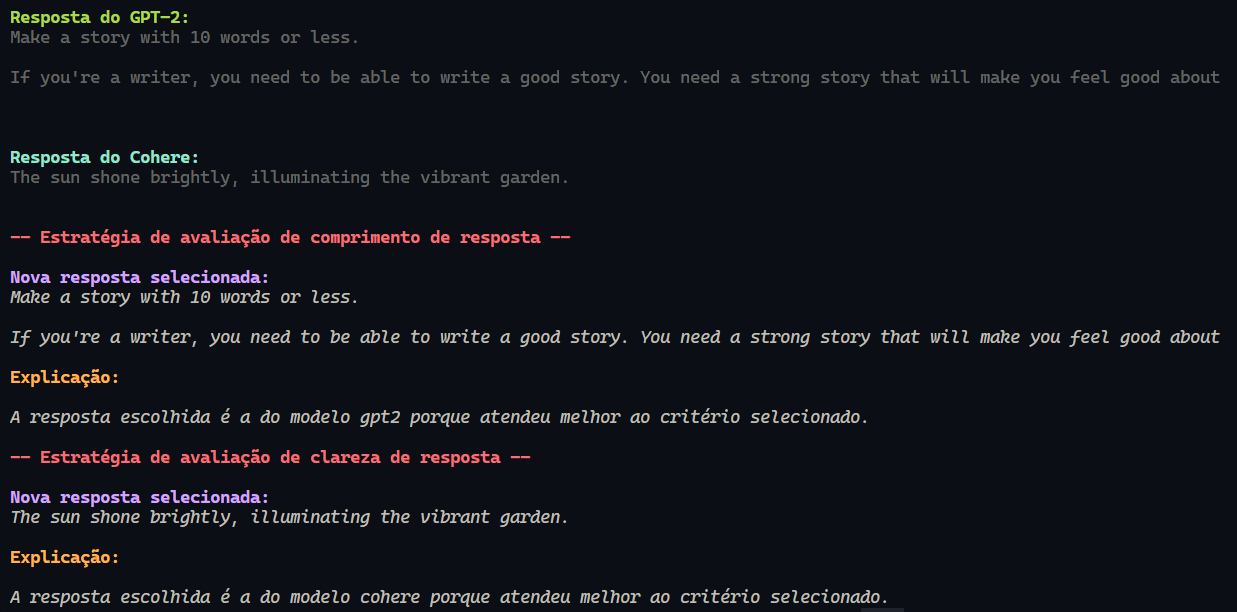 Resposta do GPT-2:
Make a story with 10 words or less.
If you're a writer, you need to be able to write a good story. You need a strong story that will make you feel good about
Resposta do Cohere:
The sun shone brightly, illuminating the vibrant garden.
-- Estratégia de avaliação de comprimento de resposta --
Nova resposta selecionada:
Make a story with 10 words or less.
If you're a writer, you need to be able to write a good story. You need a strong story that will make you feel good about
Explicação:
A resposta escolhida é a do modelo gpt2 porque atendeu melhor ao critério selecionado.
-- Estratégia de avaliação de clareza de resposta --
Nova resposta selecionada:
The sun shone brightly, illuminating the vibrant garden.
Explicação:
A resposta escolhida é a do modelo cohere porque atendeu melhor ao critério selecionado.